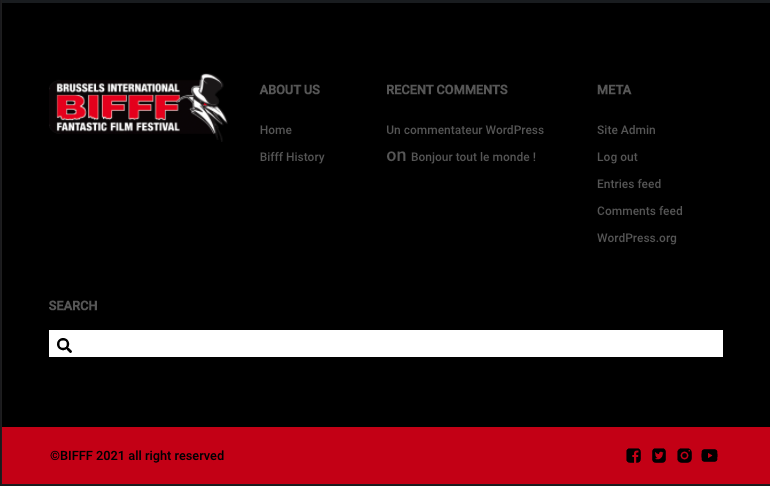 BRUSSELS INTERNATIONAL
BIFFF
FANTASTIC FILM FESTIVAL
ABOUT US
Home
Bifff History
RECENT COMMENTS
Un commentateur WordPress
on Bonjour tout le monde !
META
Site Admin
Log out
Entries feed
Comments feed
WordPress.org
SEARCH
©BIFFF 2021 all right reserved